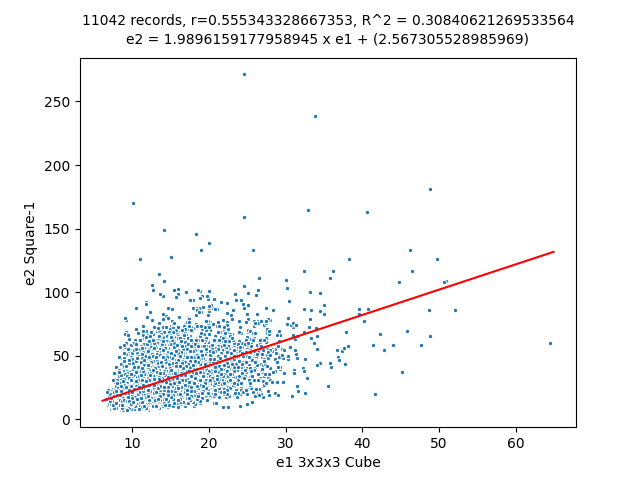 11042 records, r=0.555343328667353, R^2 = 0.30840621269533564
e2 = 1.9896159177958945 x e1 + (2.567305528985969)
250
200
150
100
50
0
e2 Square-1
10 20 30 40 50 60
e1 3x3x3 Cube